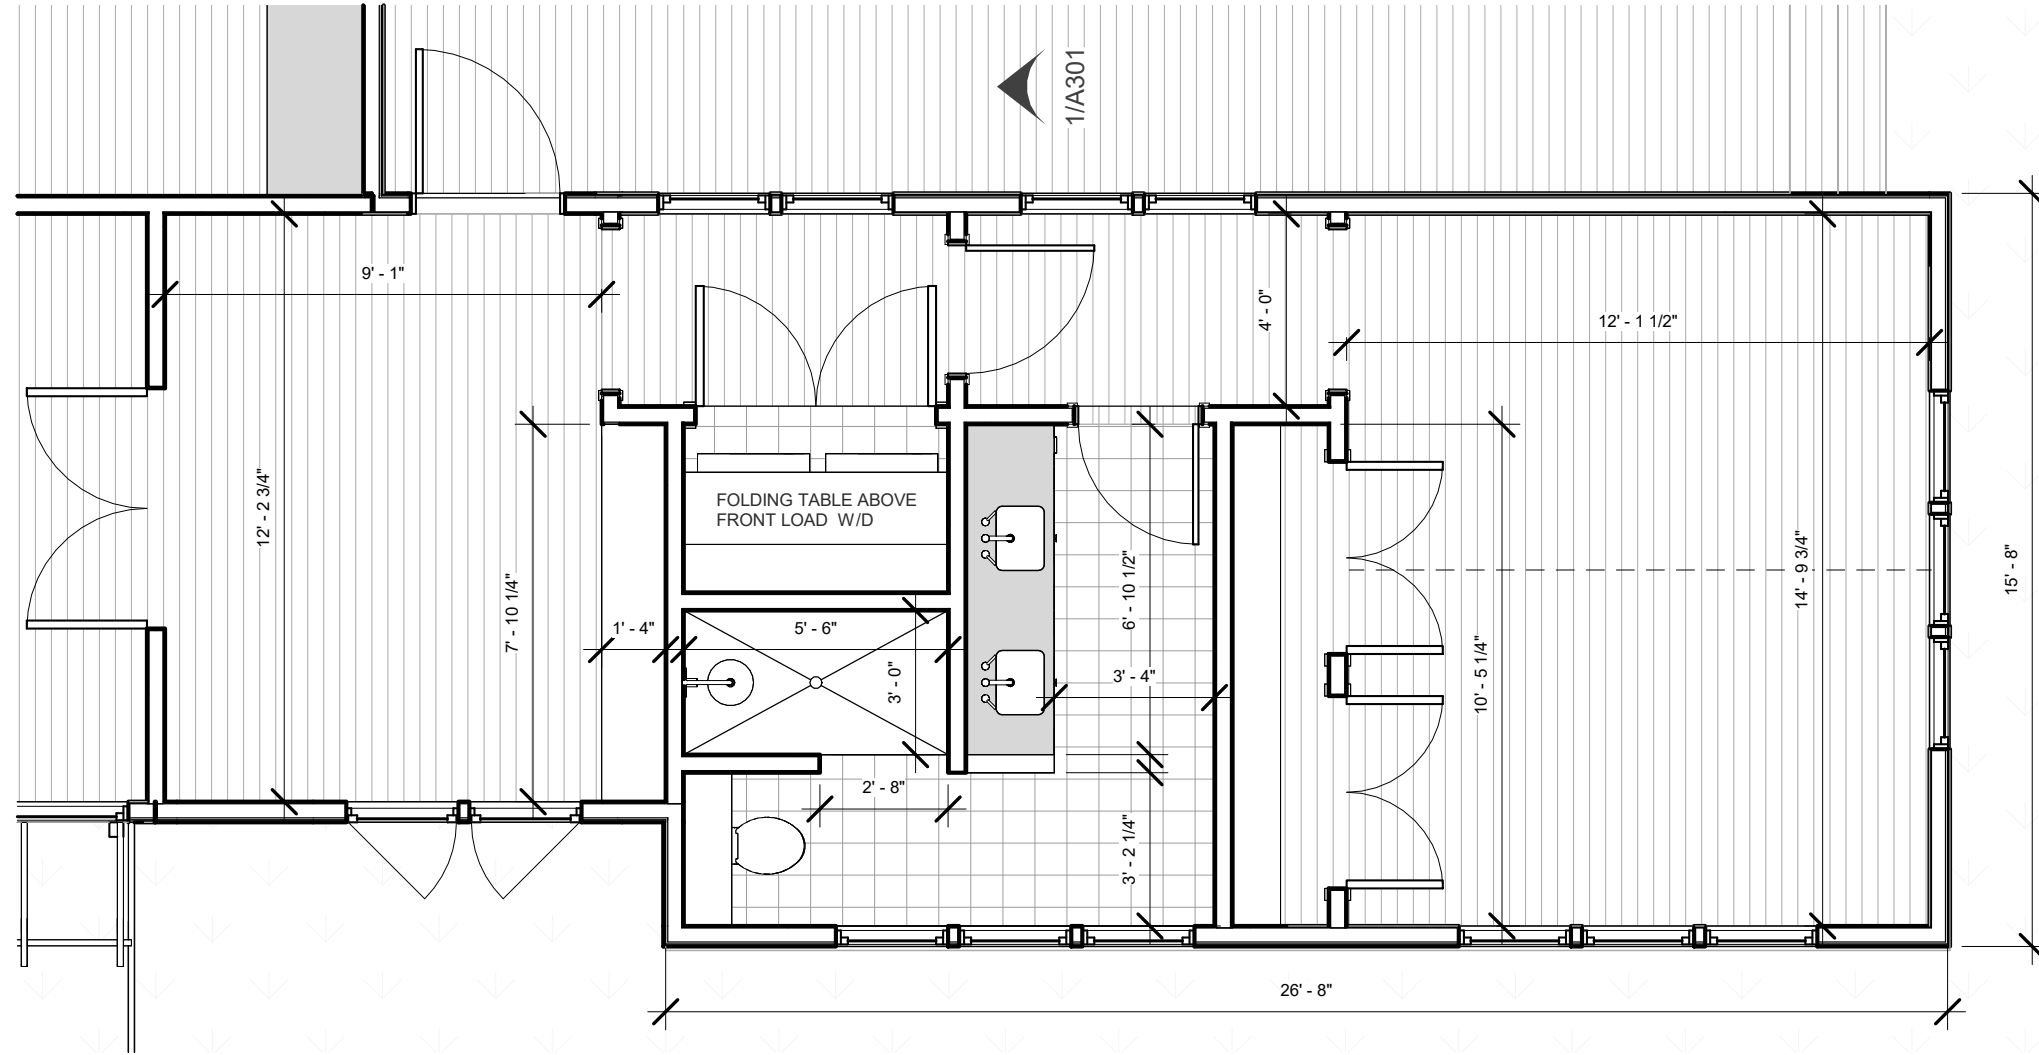 1/A301
9' - 1"
4' - 0"
12' - 1 1/2"
12' - 2 3/4"
FOLDING TABLE ABOVE
FRONT LOAD W/D
7' - 10 1/4"
6' - 10 1/2"
14' - 9 3/4"
15' - 8"
1' - 4"
5' - 6"
3' - 0"
3' - 4"
10' - 5 1/4"
2' - 8"
3' - 2 1/4"
26' - 8"